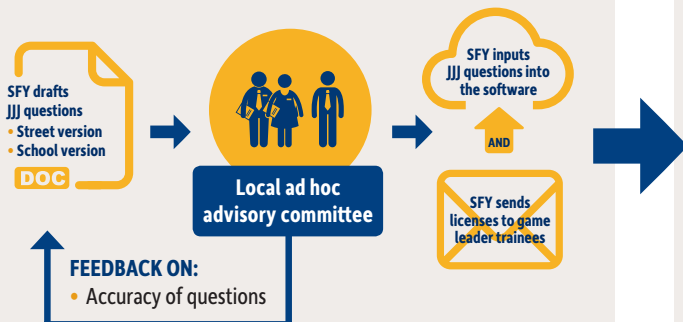 SFY drafts
JJJ questions
• Street version
• School version
DOC
Local ad hoc
advisory committee
SFY inputs
JJJ questions into
the software
AND
SFY sends
licenses to game
leader trainees
FEEDBACK ON:
• Accuracy of questions